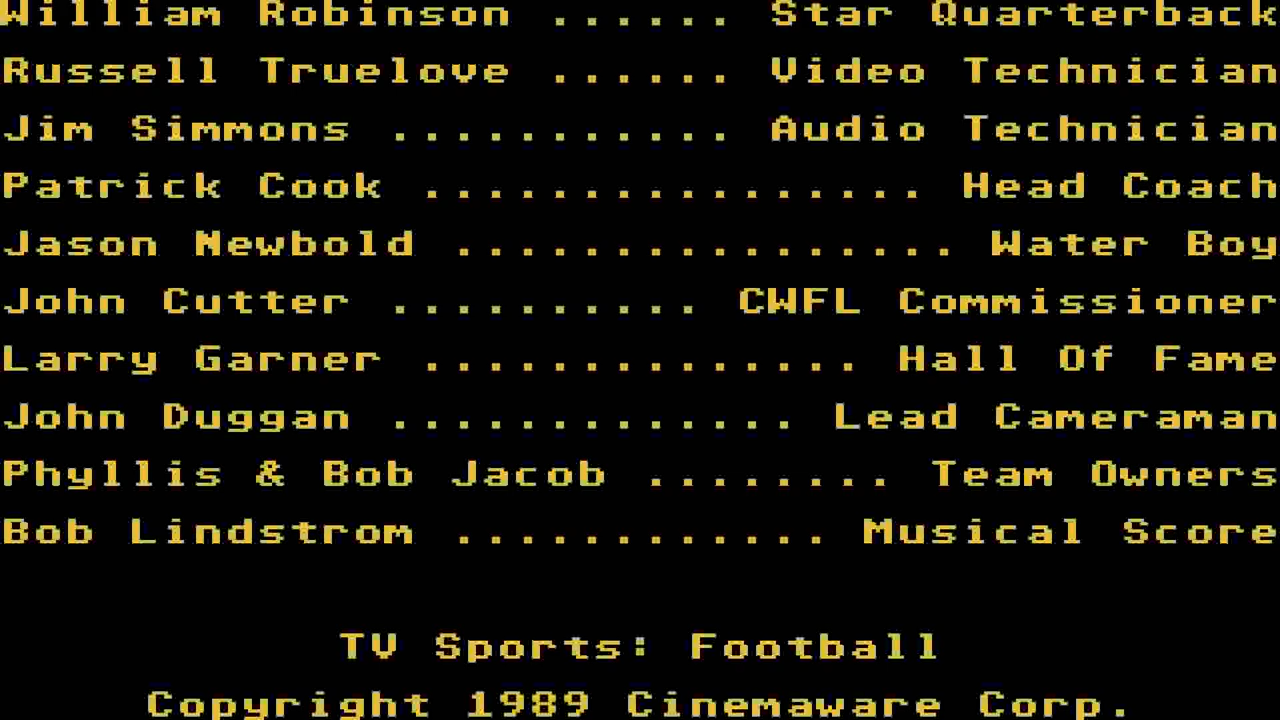 William Robinson ...... Star Quarterback
Russell Truelove ...... Video Technician
Jim Simmons ........... Audio Technician
Patrick Cook ................ Head Coach
Jason Newbold ................ Water Boy
John Cutter .......... CWFL Commissioner
Larry Garner .............. Hall Of Fame
John Duggan ............. Lead Cameraman
Phyllis & Bob Jacob ........ Team Owners
Bob Lindstrom ............ Musical Score
TV Sports: Football
Copyright 1989 Cinemaware Corp.